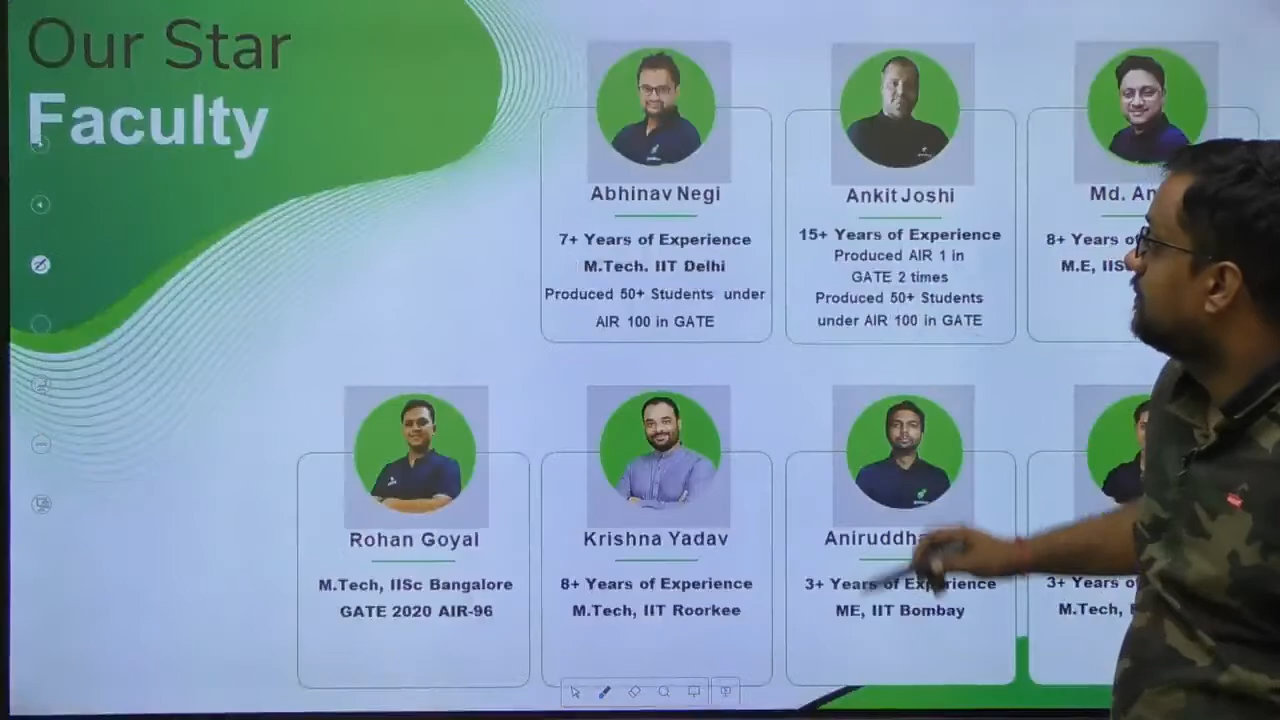 Our Star
Faculty
Abhinav Negi
7+ Years of Experience
M.Tech. IIT Delhi
Produced 50+ Students under
AIR 100 in GATE
Ankit Joshi
15+ Years of Experience
Produced AIR 1 in
GATE 2 times
Produced 50+ Students
under AIR 100 in GATE
Md.
8+ Years
M.E,
Rohan Goyal
M.Tech, IISc Bangalore
GATE 2020 AIR-96
Krishna Yadav
8+ Years of Experience
M.Tech, IIT Roorkee
3+ Years of Experience
ME, IIT Bombay
3+ Years
M.Tech,